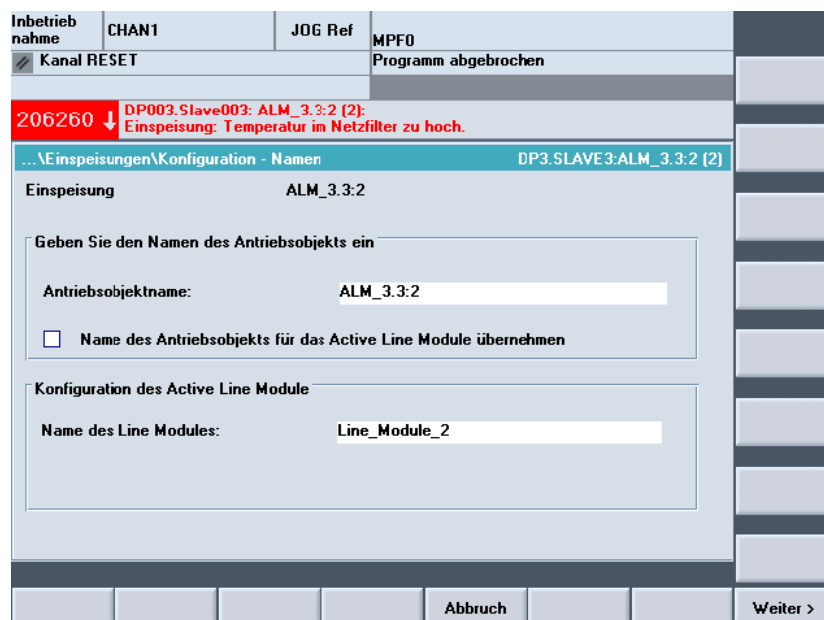 Inbetrieb
nahme
CHAN1
JOG Ref
MPF0
Kanal RESET
Programm abgebrochen
206260
DP003.Slave003: ALM_3.3:2 (2):
Einspeisung: Temperatur im Netzfilter zu hoch.
...\Einspeisungen\Konfiguration - Namen
DP3.SLAVE3:ALM_3.3:2 (2)
Einspeisung
ALM_3.3:2
Geben Sie den Namen des Antriebsobjekts ein
Antriebsobjektname:
ALM_3.3:2
Name des Antriebsobjekts für das Active Line Module übernehmen
Konfiguration des Active Line Module
Name des Line Modules:
Line_Module_2
Abbruch
Weiter >